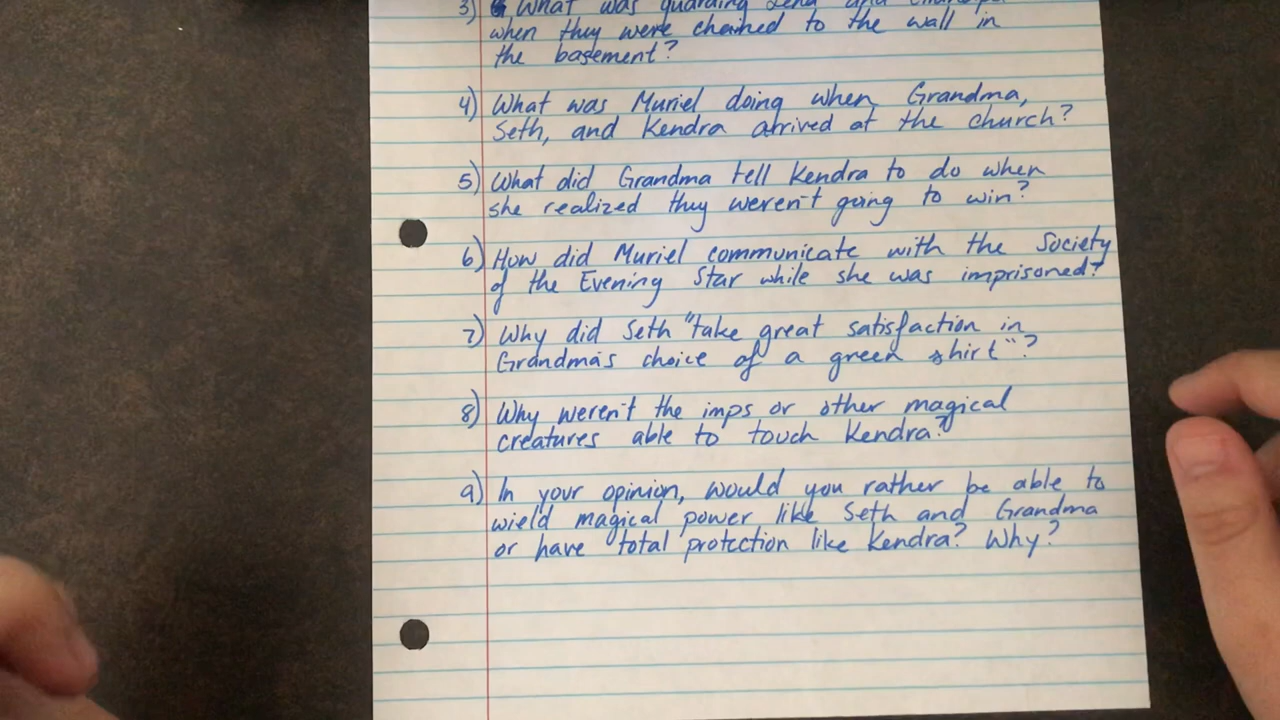 3) What was guarding Lena and
when they were chained to the wall in
the basement?
4) What was Muriel doing when Grandma,
Seth, and Kendra arrived at the church?
5) What did Grandma tell Kendra to do when
she realized they weren't going to win?
6) How did Muriel communicate with the Society
of the Evening Star while she was imprisoned?
7) Why did Seth "take great satisfaction in
Grandma's choice of a green shirt"?
8) Why weren't the imps or other magical
creatures able to touch Kendra?
9) In your opinion, would you rather be able to
wield magical power like Seth and Grandma
or have total protection like Kendra? Why?